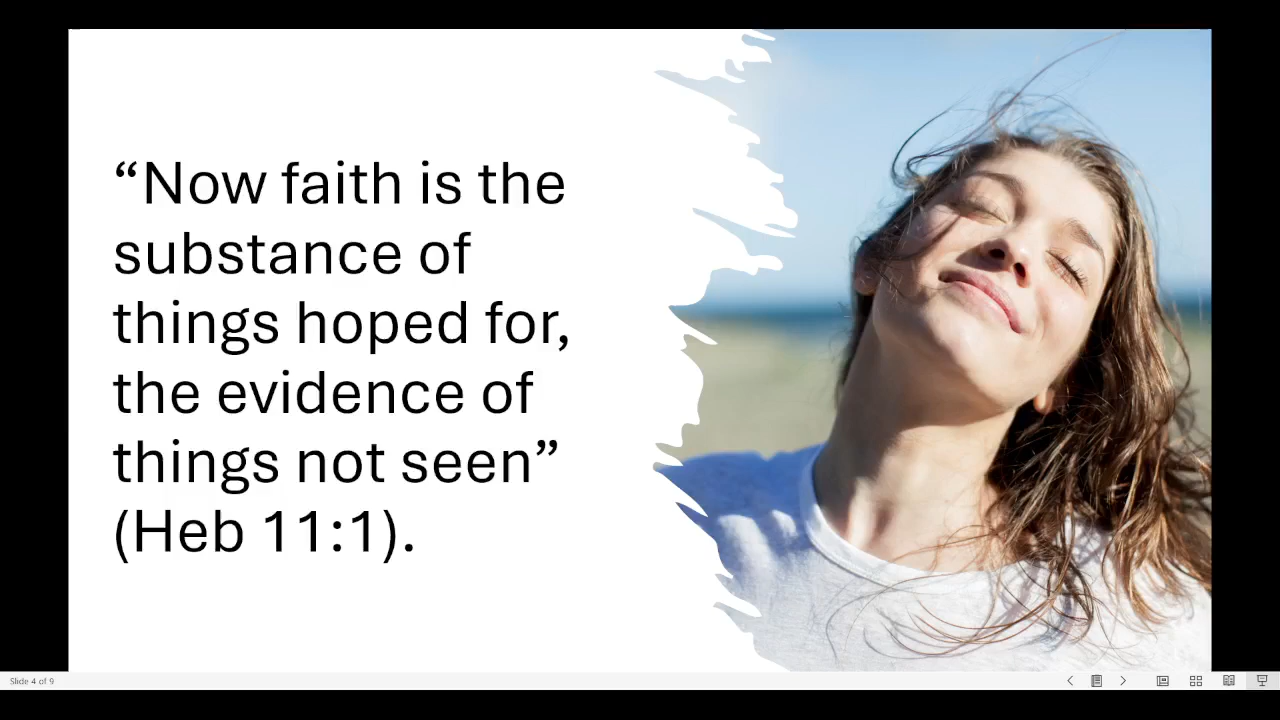 “Now faith is the
substance of
things hoped for,
the evidence of
things not seen”
(Heb 11:1).
Slide 4 of 9